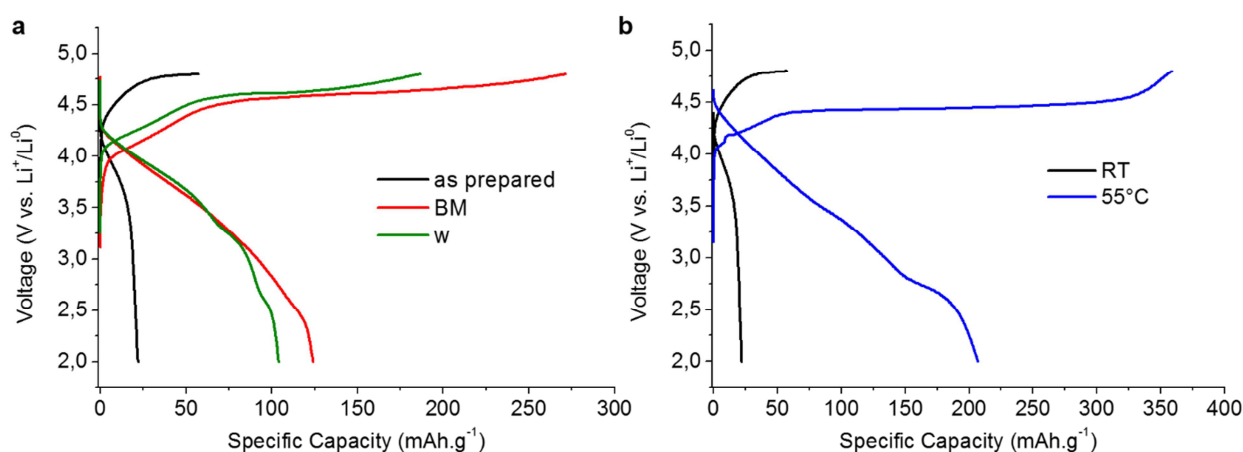 a
5,0
4,5
4,0
3,5
3,0
2,5
2,0
Voltage (V vs. Li⁺/Li⁰)
as prepared
BM
w
0 50 100 150 200 250 300
Specific Capacity (mAh.g⁻¹)
b
5,0
4,5
4,0
3,5
3,0
2,5
2,0
Voltage (V vs. Li⁺/Li⁰)
RT
55°C
0 50 100 150 200 250 300 350 400
Specific Capacity (mAh.g⁻¹)